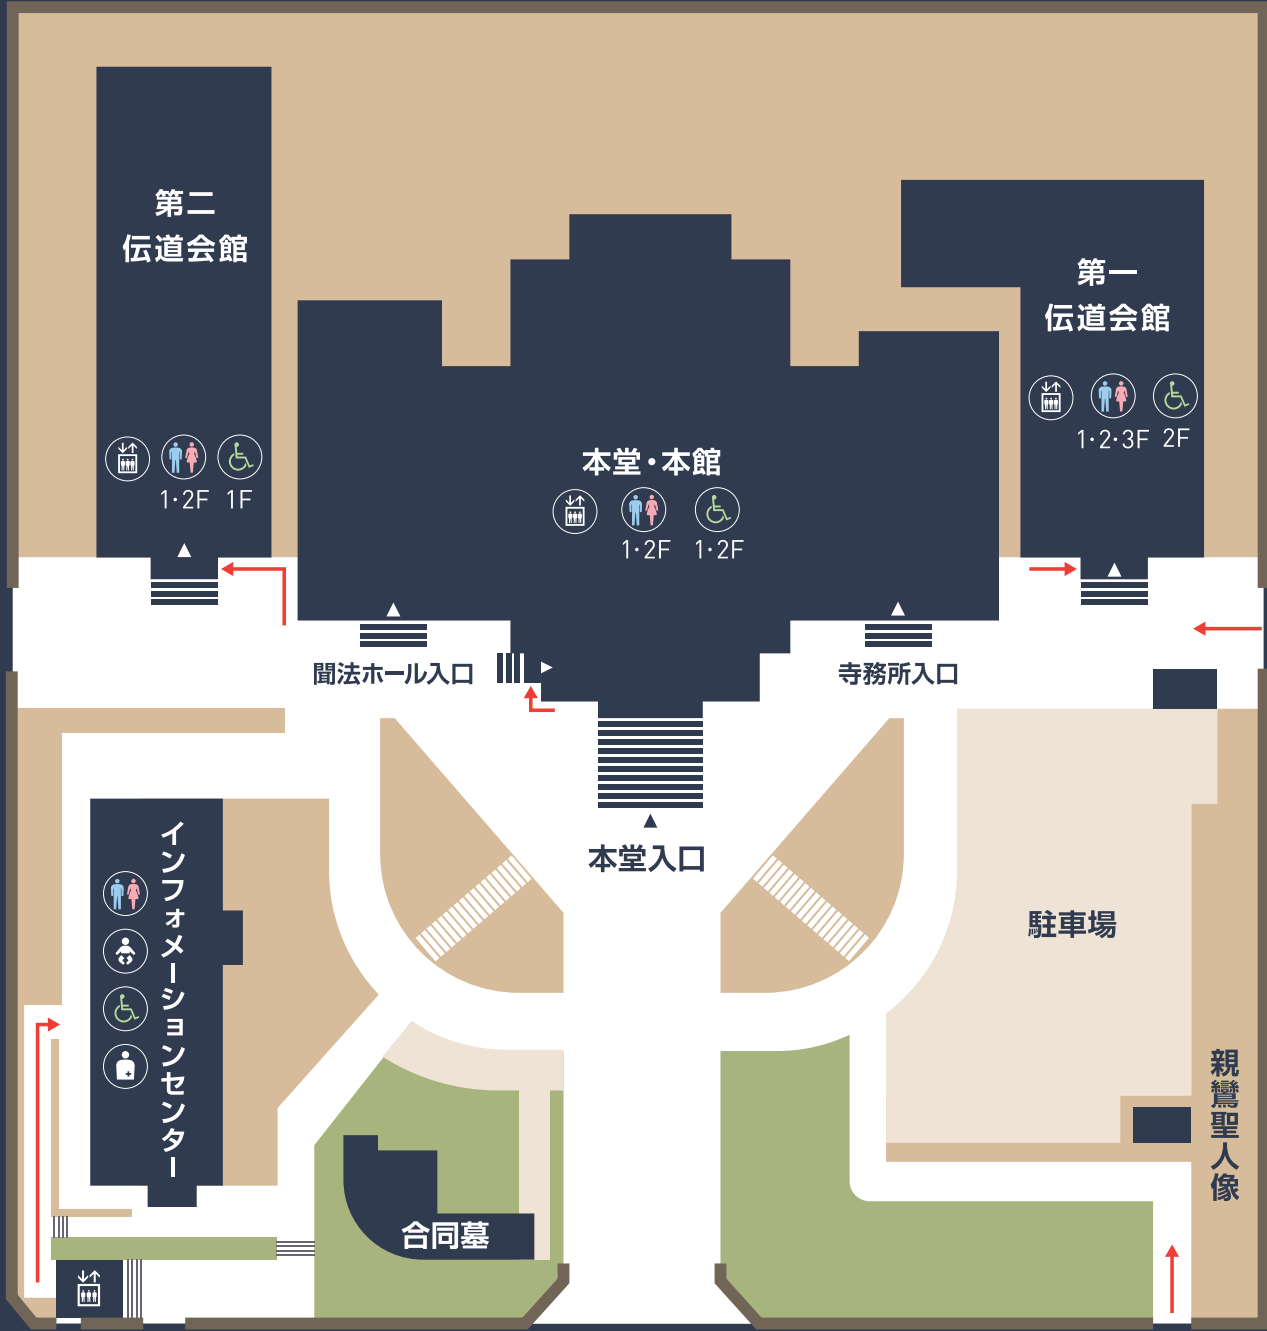 第二
伝道会館
1・2F
1F
第一
伝道会館
1・2・3F
2F
本堂・本館
1・2F
1・2F
聞法ホール入口
寺務所入口
本堂入口
インフォメーションセンター
駐車場
親鸞聖人像
合同墓